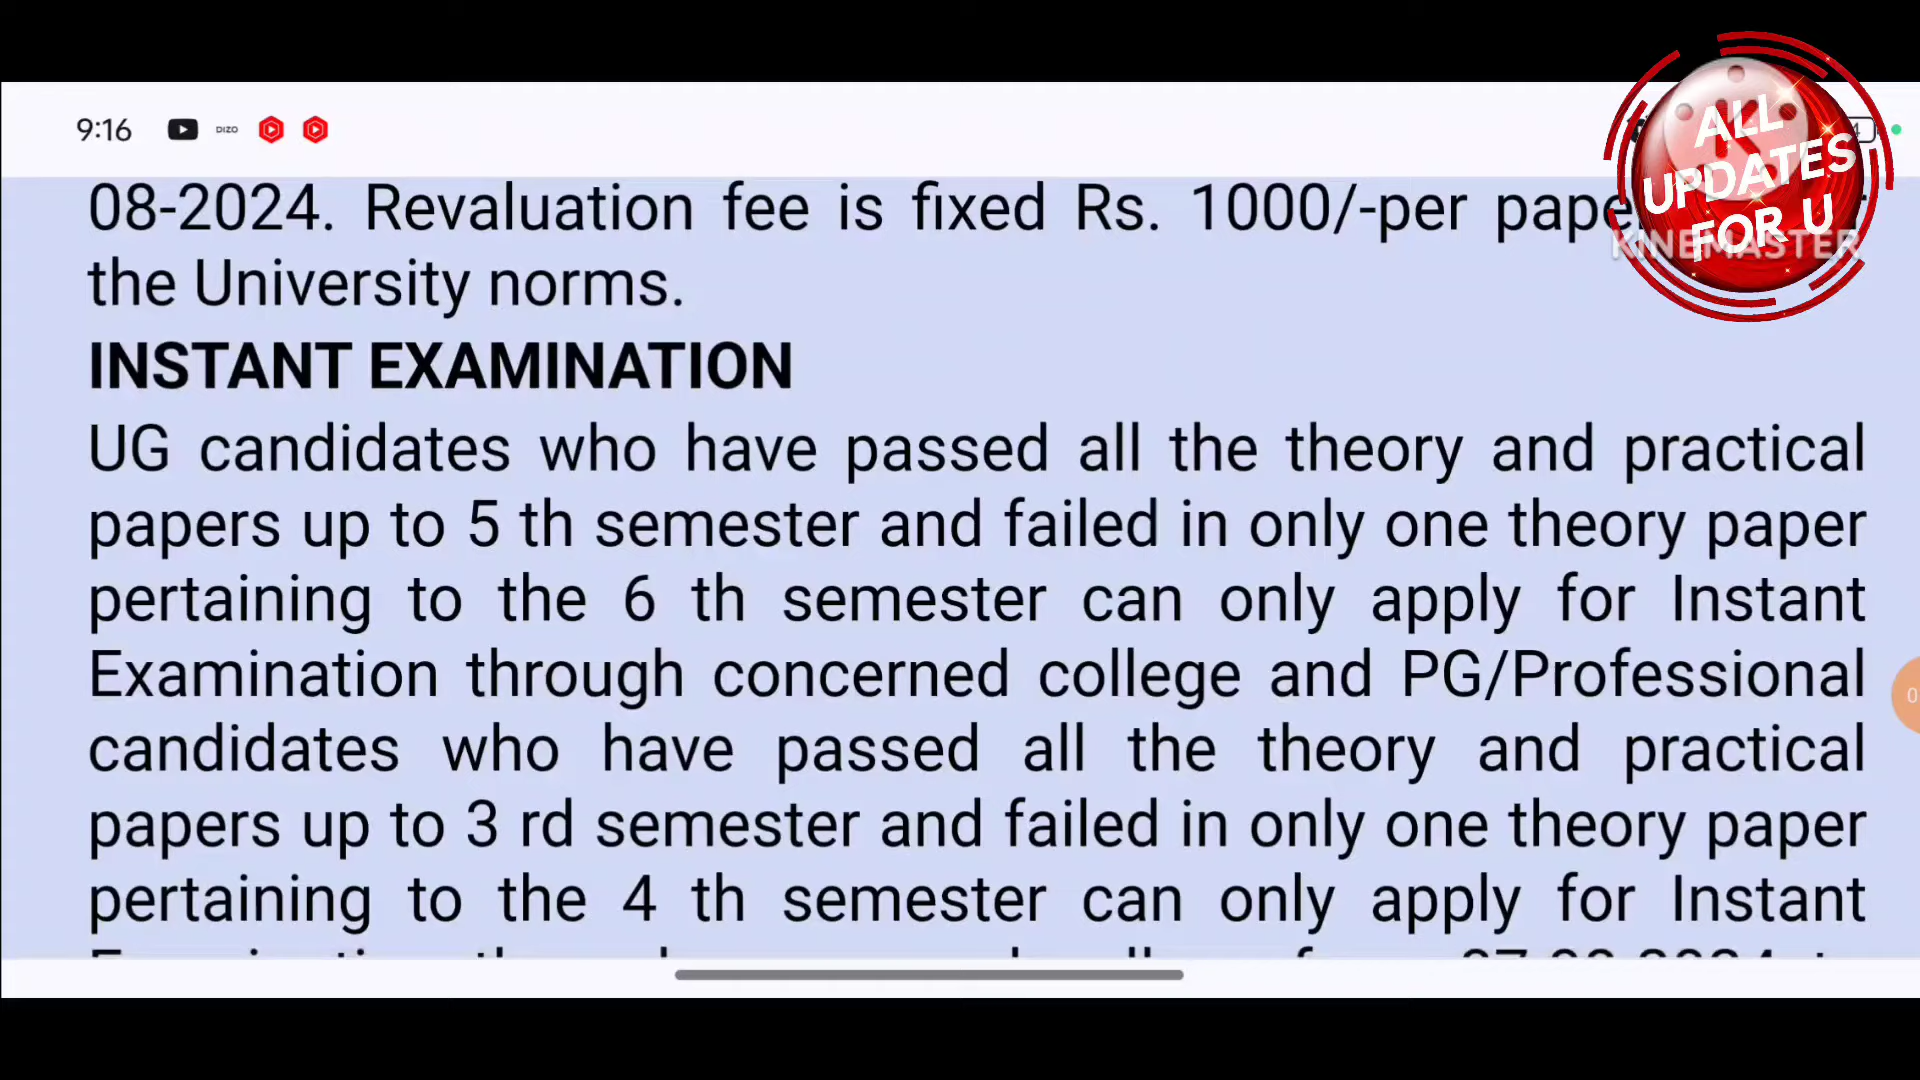 9:16
DIZO
ALL
UPDATES
FOR U
KINEMASTER
08-2024. Revaluation fee is fixed Rs. 1000/-per
the University norms.
INSTANT EXAMINATION
UG candidates who have passed all the theory and practical
papers up to 5 th semester and failed in only one theory paper
pertaining to the 6 th semester can only apply for Instant
Examination through concerned college and PG/Professional
candidates who have passed all the theory and practical
papers up to 3 rd semester and failed in only one theory paper
pertaining to the 4 th semester can only apply for Instant